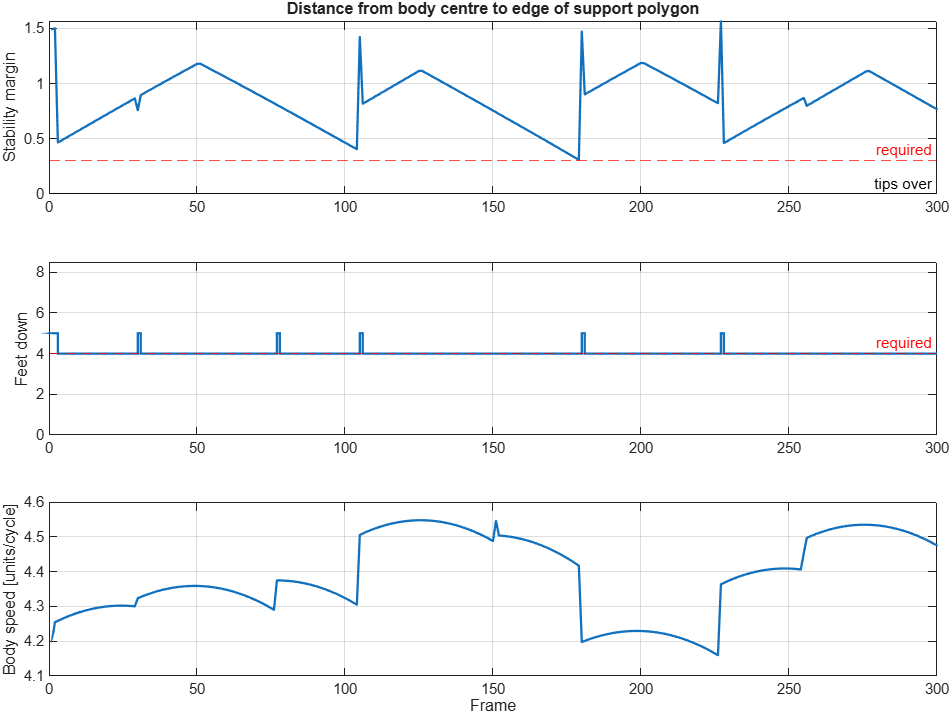 Distance from body centre to edge of support polygon
Stability margin
1.5
1
0.5
0
required
tips over
0 50 100 150 200 250 300
Feet down
8
6
4
2
0
required
0 50 100 150 200 250 300
Body speed [units/cycle]
4.6
4.5
4.4
4.3
4.2
4.1
0 50 100 150 200 250 300
Frame